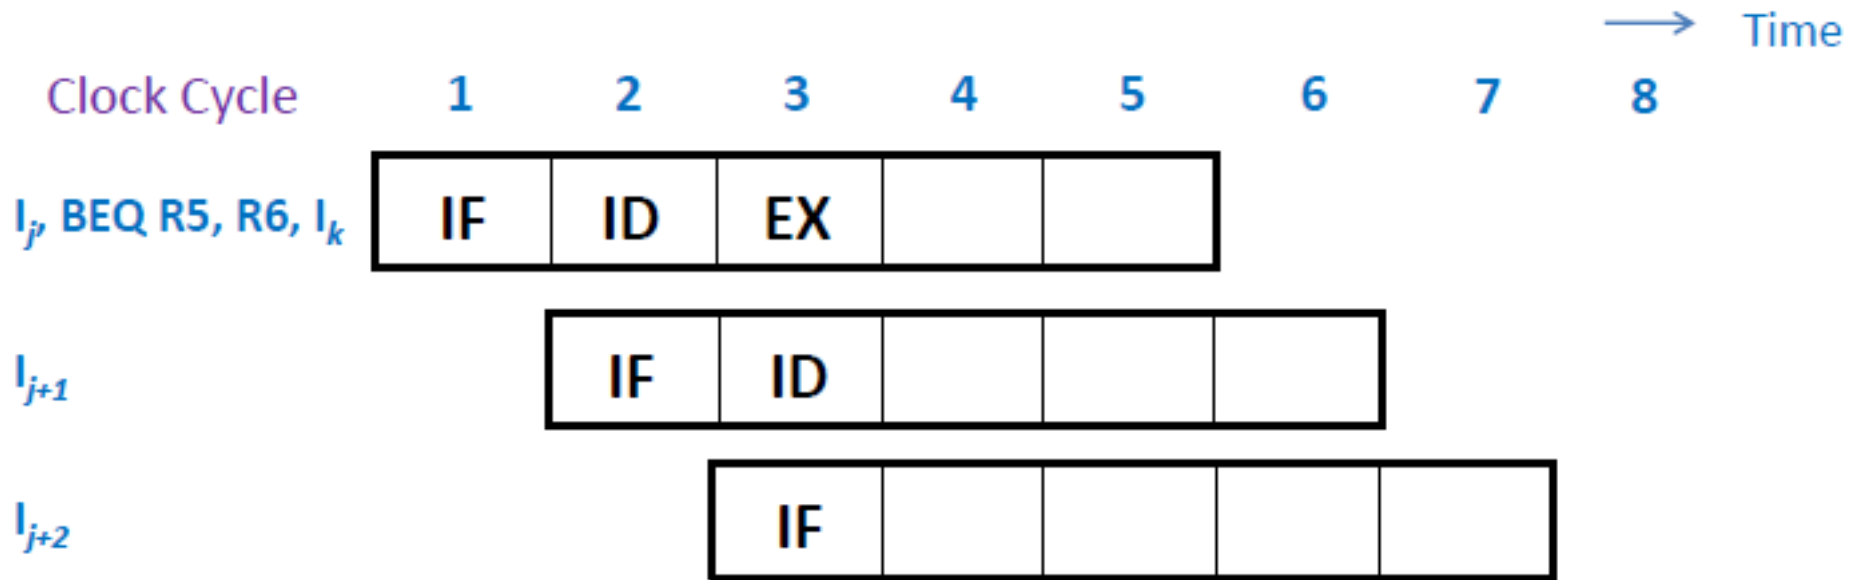 Time
Clock Cycle 1 2 3 4 5 6 7 8
Ij, BEQ R5, R6, Ik IF ID EX
Ij+1 IF ID
Ij+2 IF